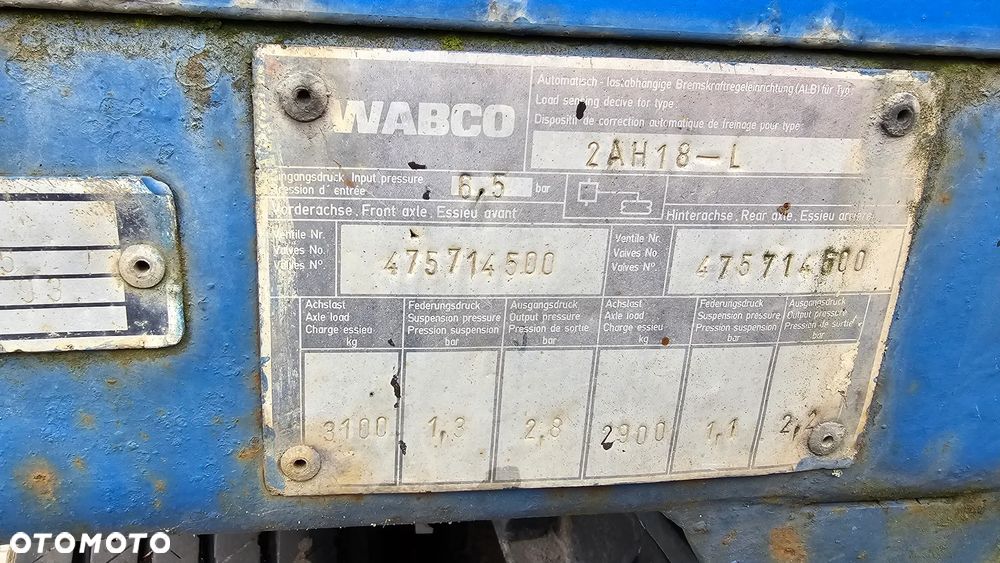 WABCO
Automatisch-lastabhängige Bremskraftregeleinrichtung (ALB) für Typ
Load sensing decive for type:
Dispositif de correction automatique de freinage pour type:
2AH18-L
Eingangsdruck, Input pressure
Pression d'entrée
6,5 bar
Vorderachse, Front axle, Essieu avant
Hinterachse, Rear axle, Essieu arrière
Ventile Nr.
Valves No.
Valves N°.
475714500
Ventile Nr.
Valves No.
Valves N°.
475714600
Achslast
Axle load
Charge essieu
kg
Federungsdruck
Suspension pressure
Pression suspension
bar
Ausgangsdruck
Output pressure
Pression de sortie
bar
Achslast
Axle load
Charge essieu
kg
Federungsdruck
Suspension pressure
Pression suspension
bar
Ausgangsdruck
Output pressure
Pression de sortie
bar
3100 1,3 2,8 2900 1,1 2,2
OTOMOTO